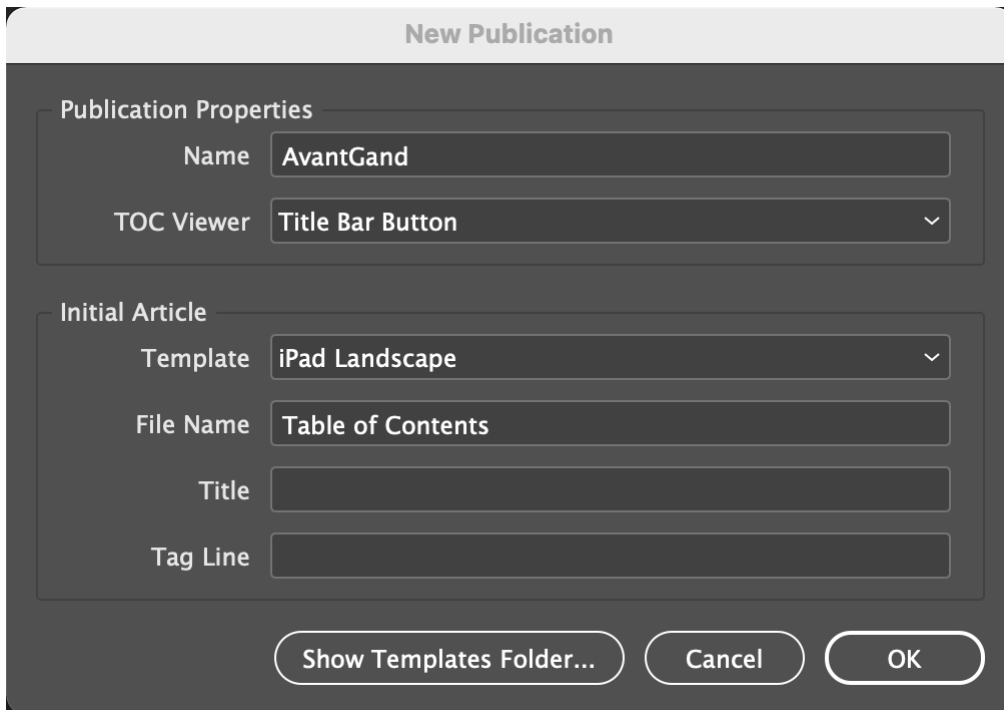 New Publication
Publication Properties
Name AvantGand
TOC Viewer Title Bar Button
Initial Article
Template iPad Landscape
File Name Table of Contents
Title
Tag Line
Show Templates Folder... Cancel OK